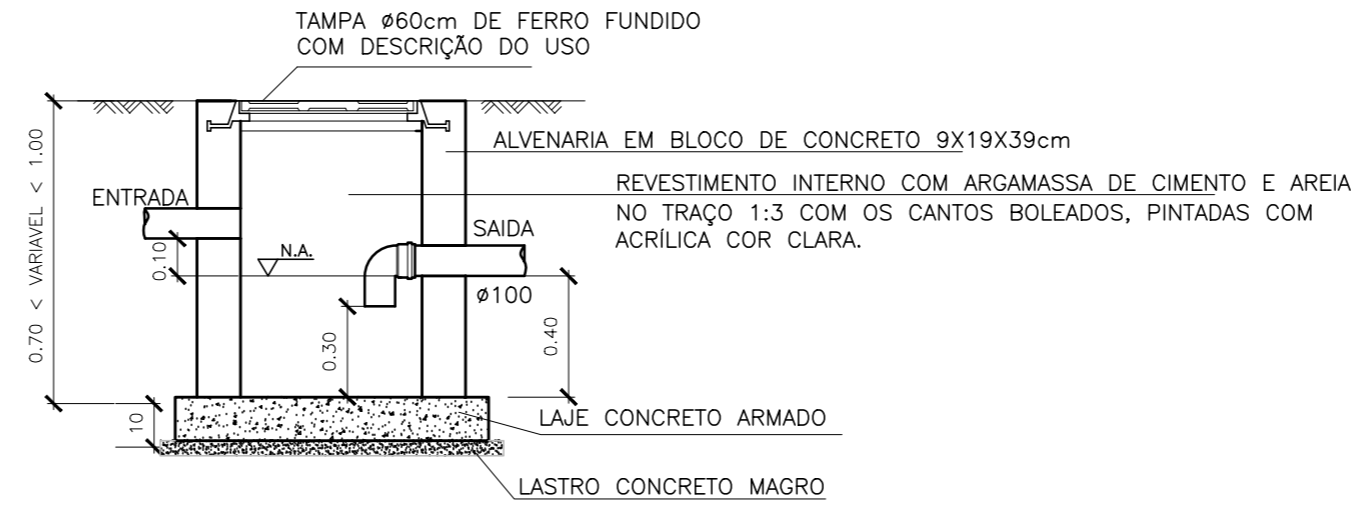 TAMPA ø60cm DE FERRO FUNDIDO
COM DESCRIÇÃO DO USO
ALVENARIA EM BLOCO DE CONCRETO 9X19X39cm
REVESTIMENTO INTERNO COM ARGAMASSA DE CIMENTO E AREIA
NO TRAÇO 1:3 COM OS CANTOS BOLEADOS, PINTADAS COM
ACRÍLICA COR CLARA.
0.70 < VARIAVEL < 1.00
ENTRADA
SAIDA
0.10
N.A.
ø100
0.30
0.40
10
LAJE CONCRETO ARMADO
LASTRO CONCRETO MAGRO